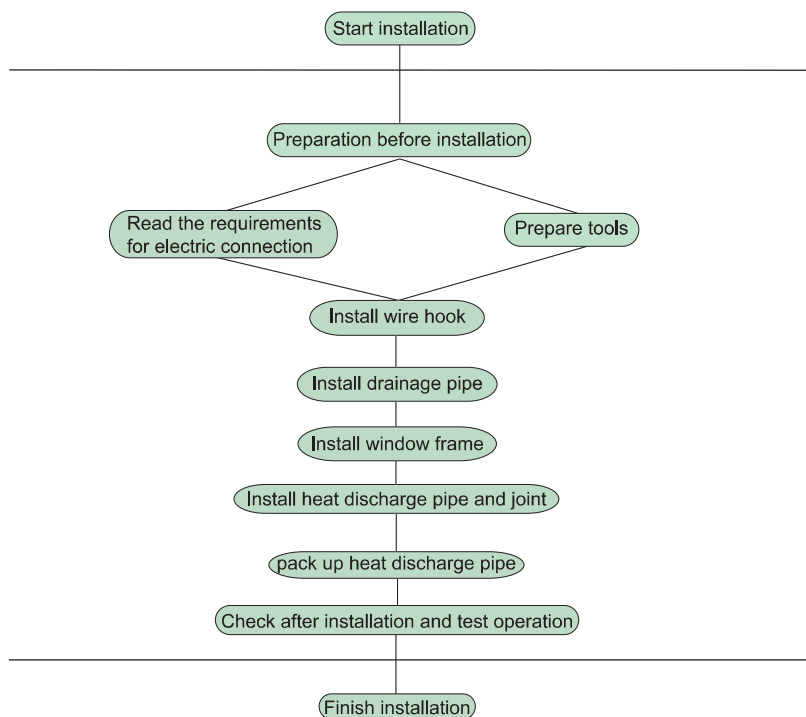 Start installation
Preparation before installation
Read the requirements
for electric connection
Prepare tools
Install wire hook
Install drainage pipe
Install window frame
Install heat discharge pipe and joint
pack up heat discharge pipe
Check after installation and test operation
Finish installation